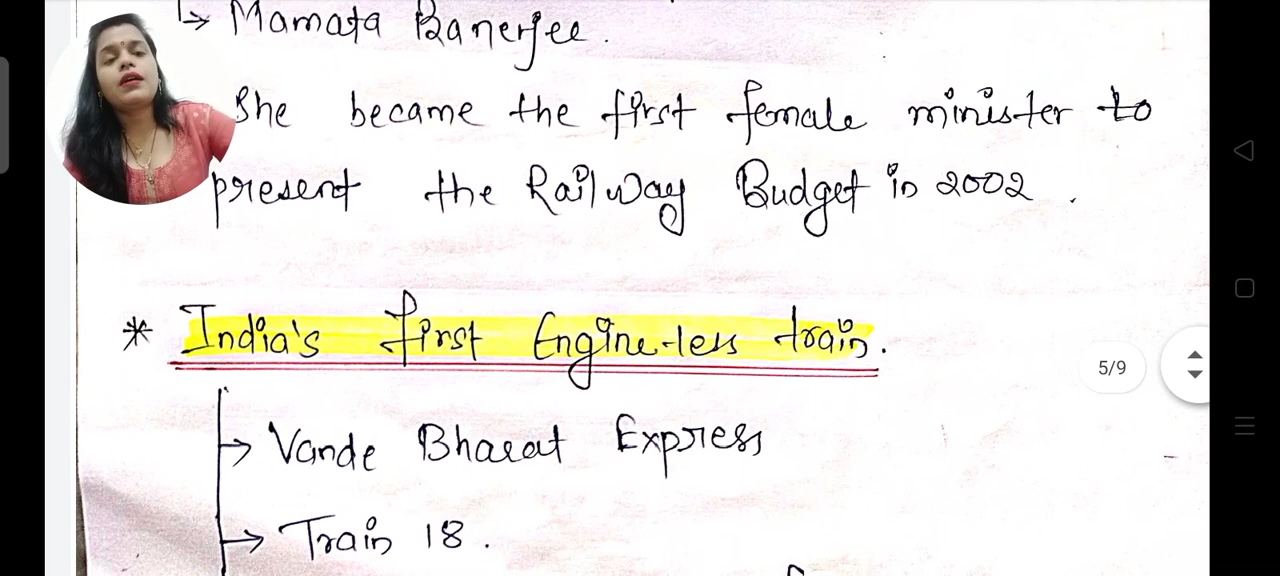 ↳ Mamata Banerjee.
She became the first female minister to
present the Railway Budget in 2002.
* India's first Engine-less train.
→ Vande Bharat Express
5/9
→ Train 18.